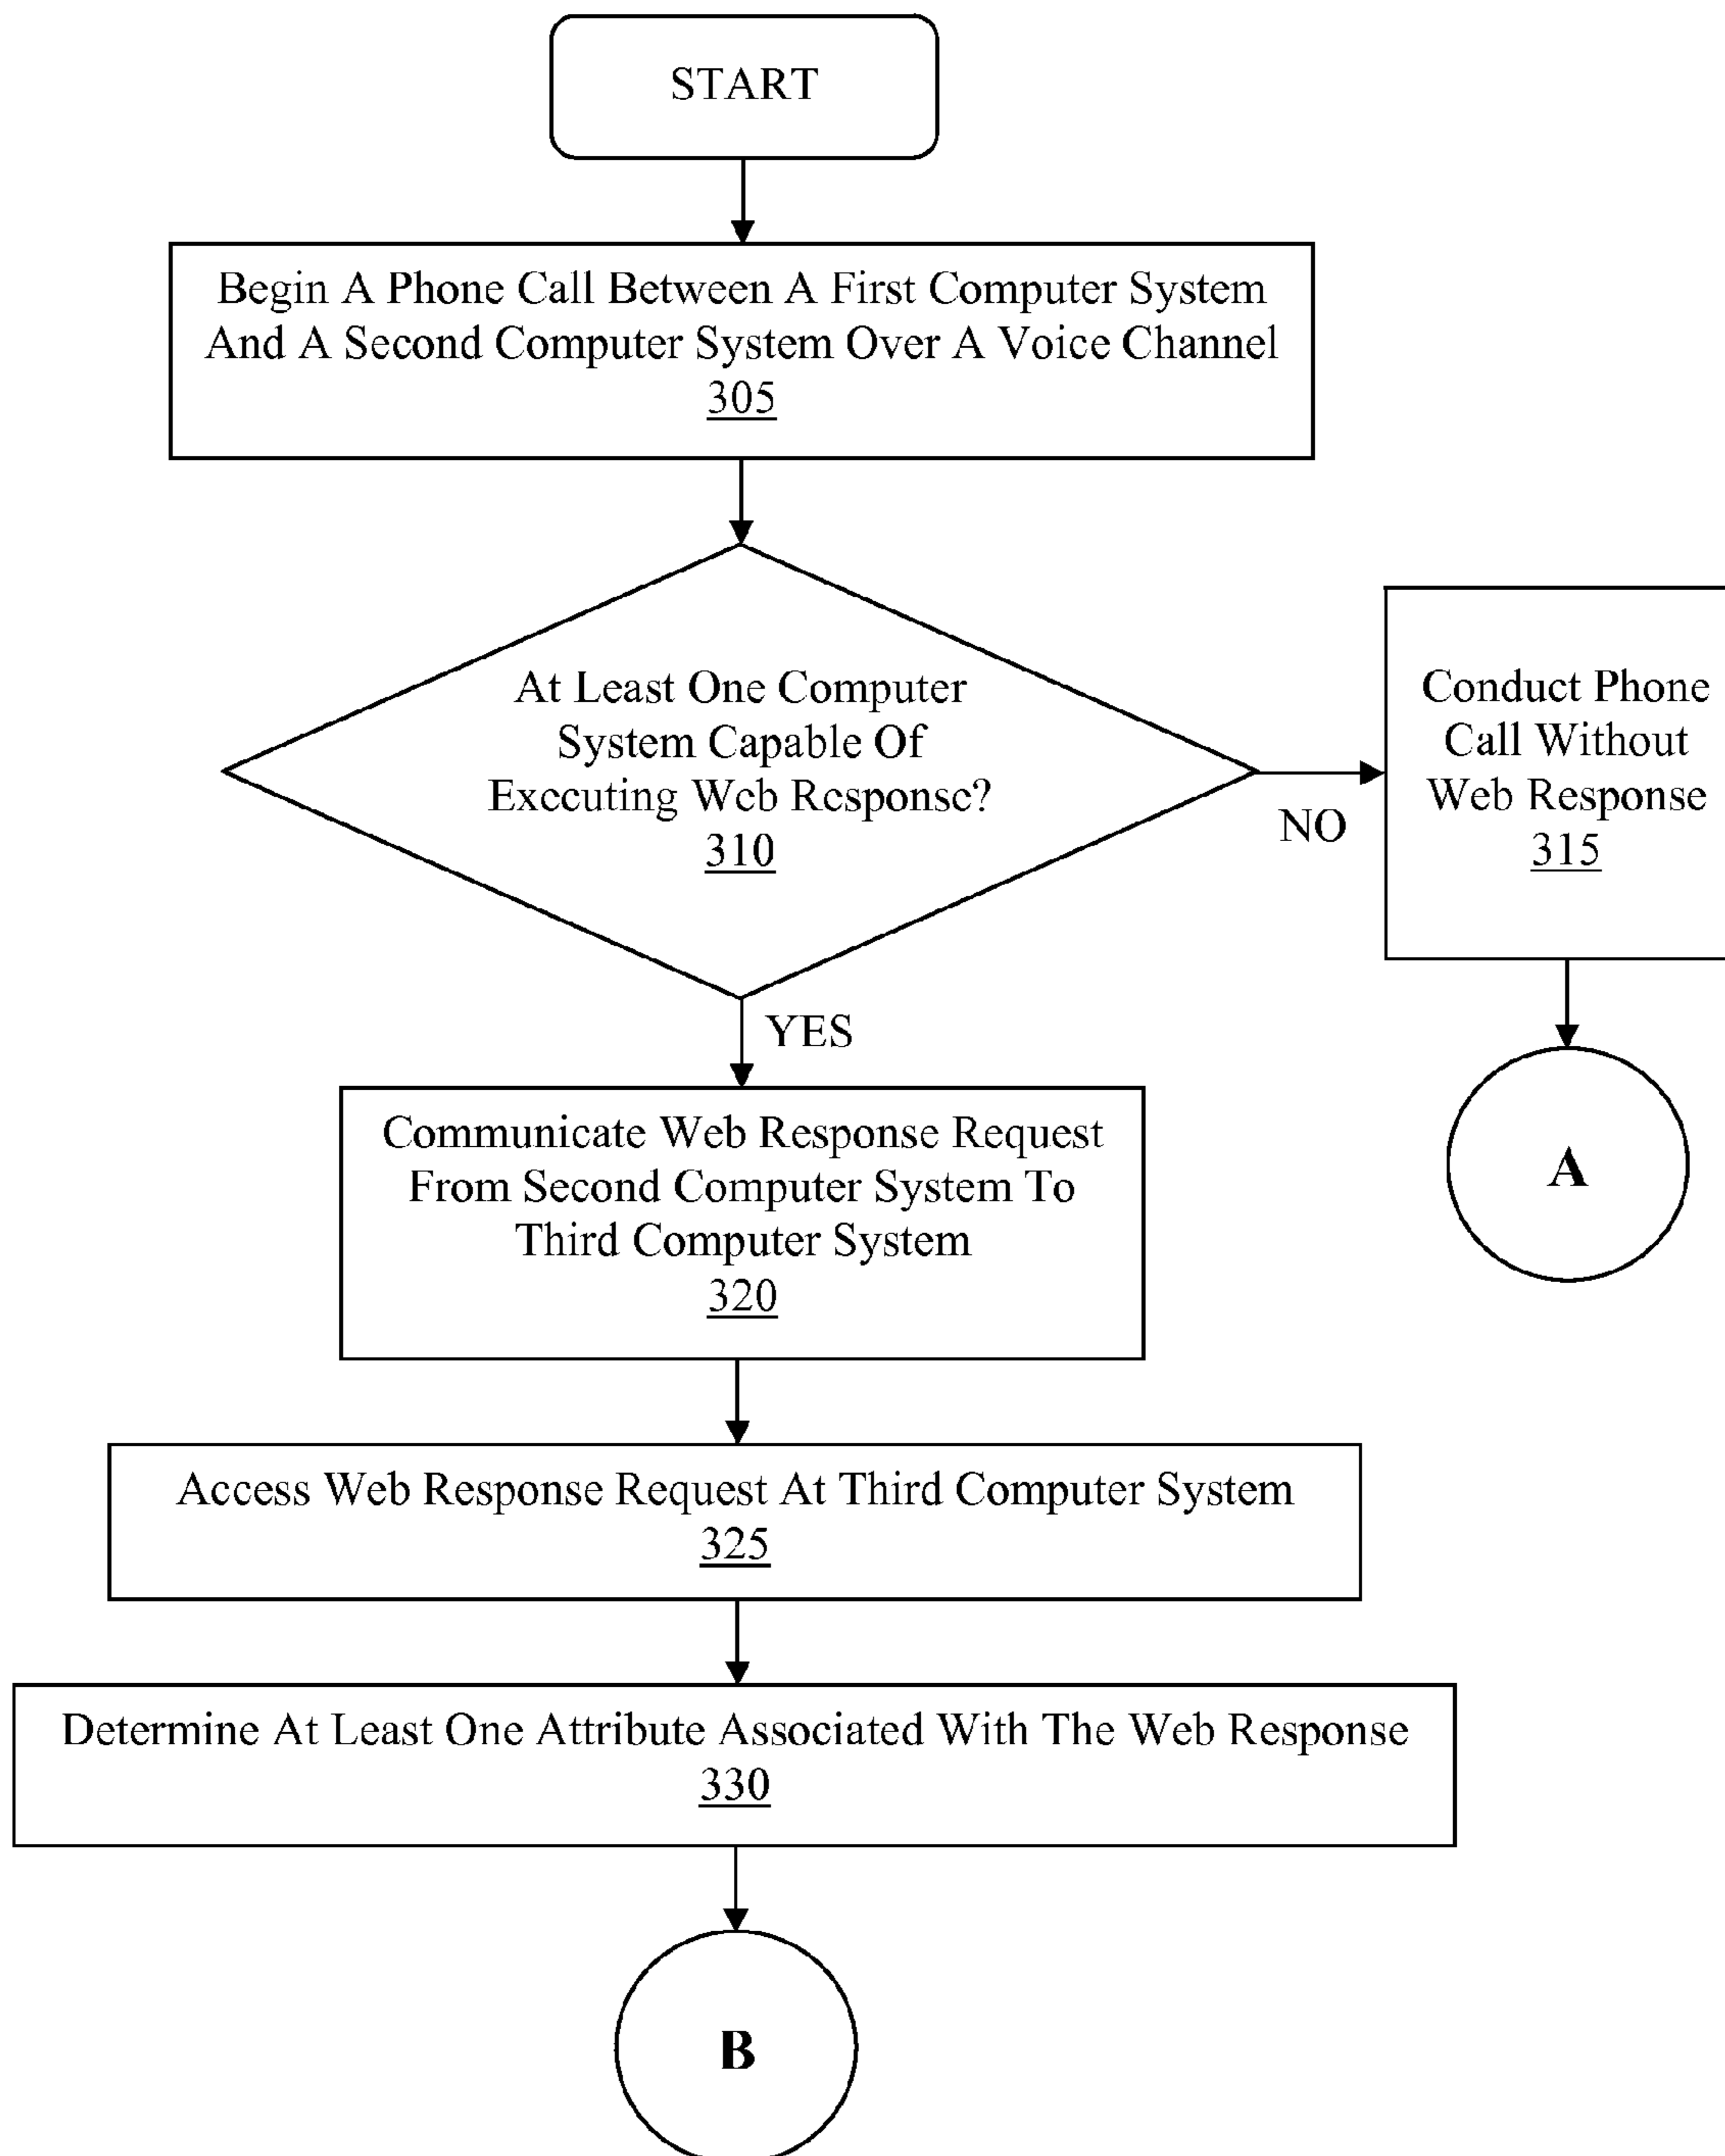 START
Begin A Phone Call Between A First Computer System
And A Second Computer System Over A Voice Channel
305
At Least One Computer
System Capable Of
Executing Web Response?
310
NO
Conduct Phone
Call Without
Web Response
315
A
YES
Communicate Web Response Request
From Second Computer System To
Third Computer System
320
Access Web Response Request At Third Computer System
325
Determine At Least One Attribute Associated With The Web Response
330
B